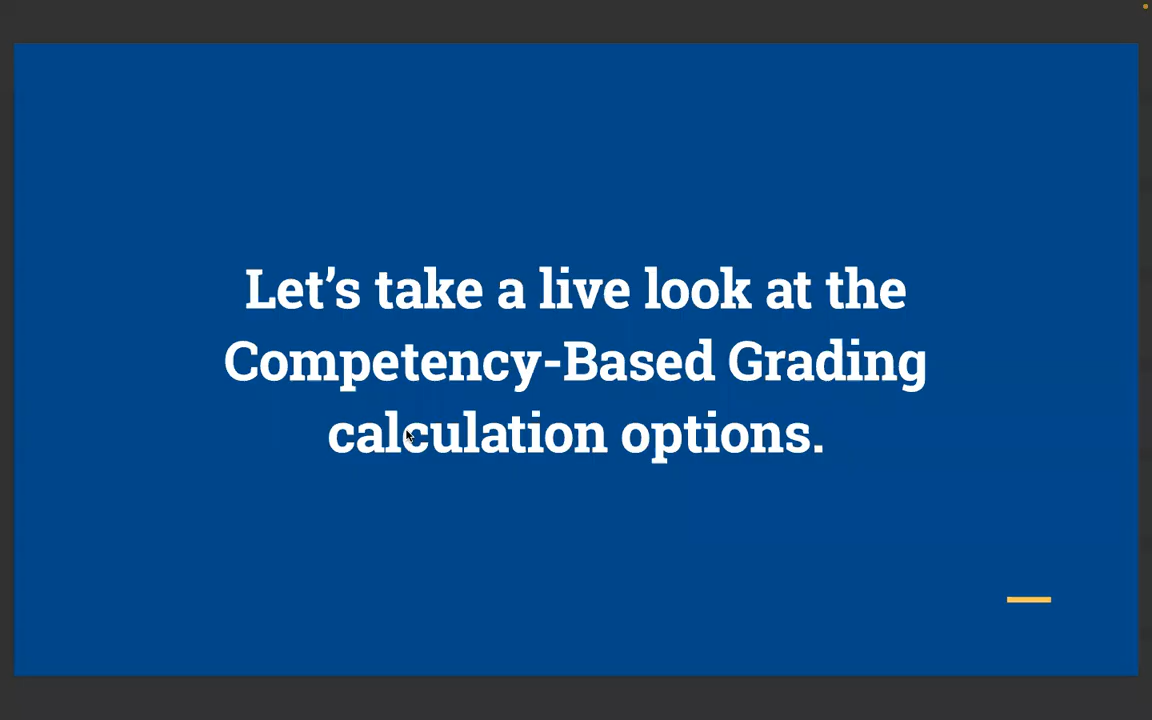 Let’s take a live look at the
Competency-Based Grading
calculation options.